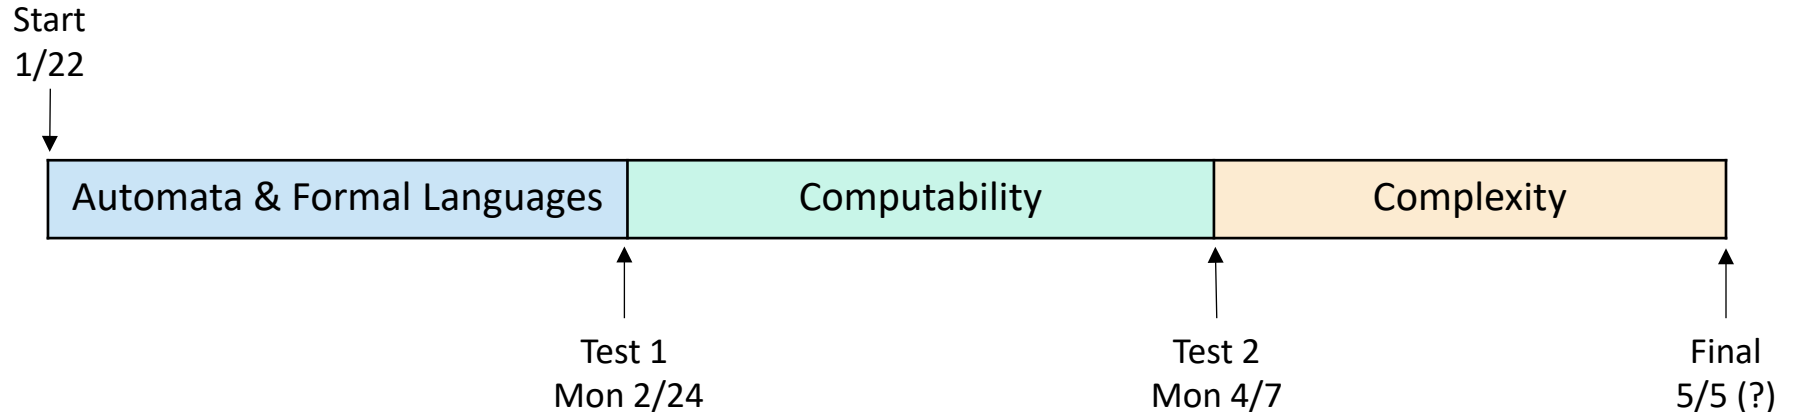 Start
1/22
Automata & Formal Languages
Computability
Complexity
Test 1
Mon 2/24
Test 2
Mon 4/7
Final
5/5 (?)